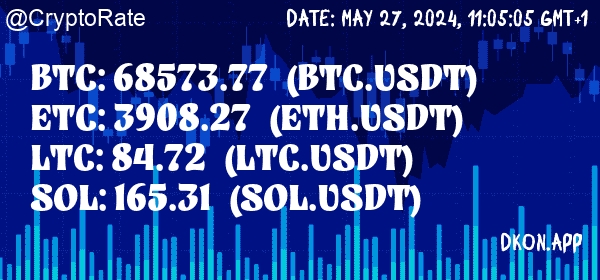 @CryptoRate
DATE: MAY 27, 2024, 11:05:05 GMT+1
BTC: 68573.77 (BTC.USDT)
ETC: 3908.27 (ETH.USDT)
LTC: 84.72 (LTC.USDT)
SOL: 165.31 (SOL.USDT)
DKON.APP